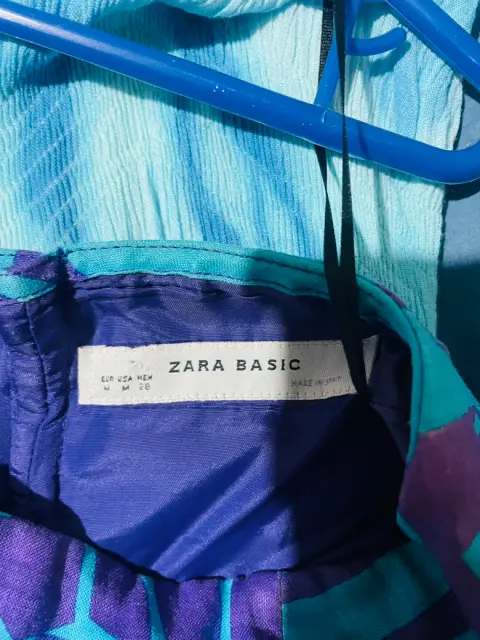 ZARA BASIC
EUR USA MEX
M M 28
MADE IN SPAIN